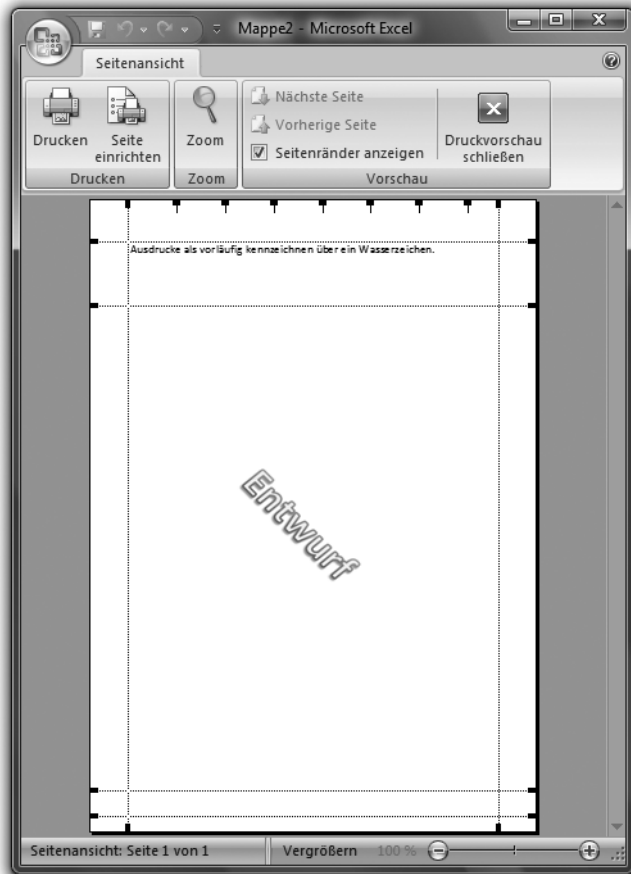 Mappe2 - Microsoft Excel
Seitenansicht
Drucken
Seite einrichten
Zoom
Nächste Seite
Vorherige Seite
Seitenränder anzeigen
Druckvorschau schließen
Drucken
Zoom
Vorschau
Ausdrucke als vorläufig kennzeichnen über ein Wasserzeichen.
Entwurf
Seitenansicht: Seite 1 von 1
Vergrößern
100 %